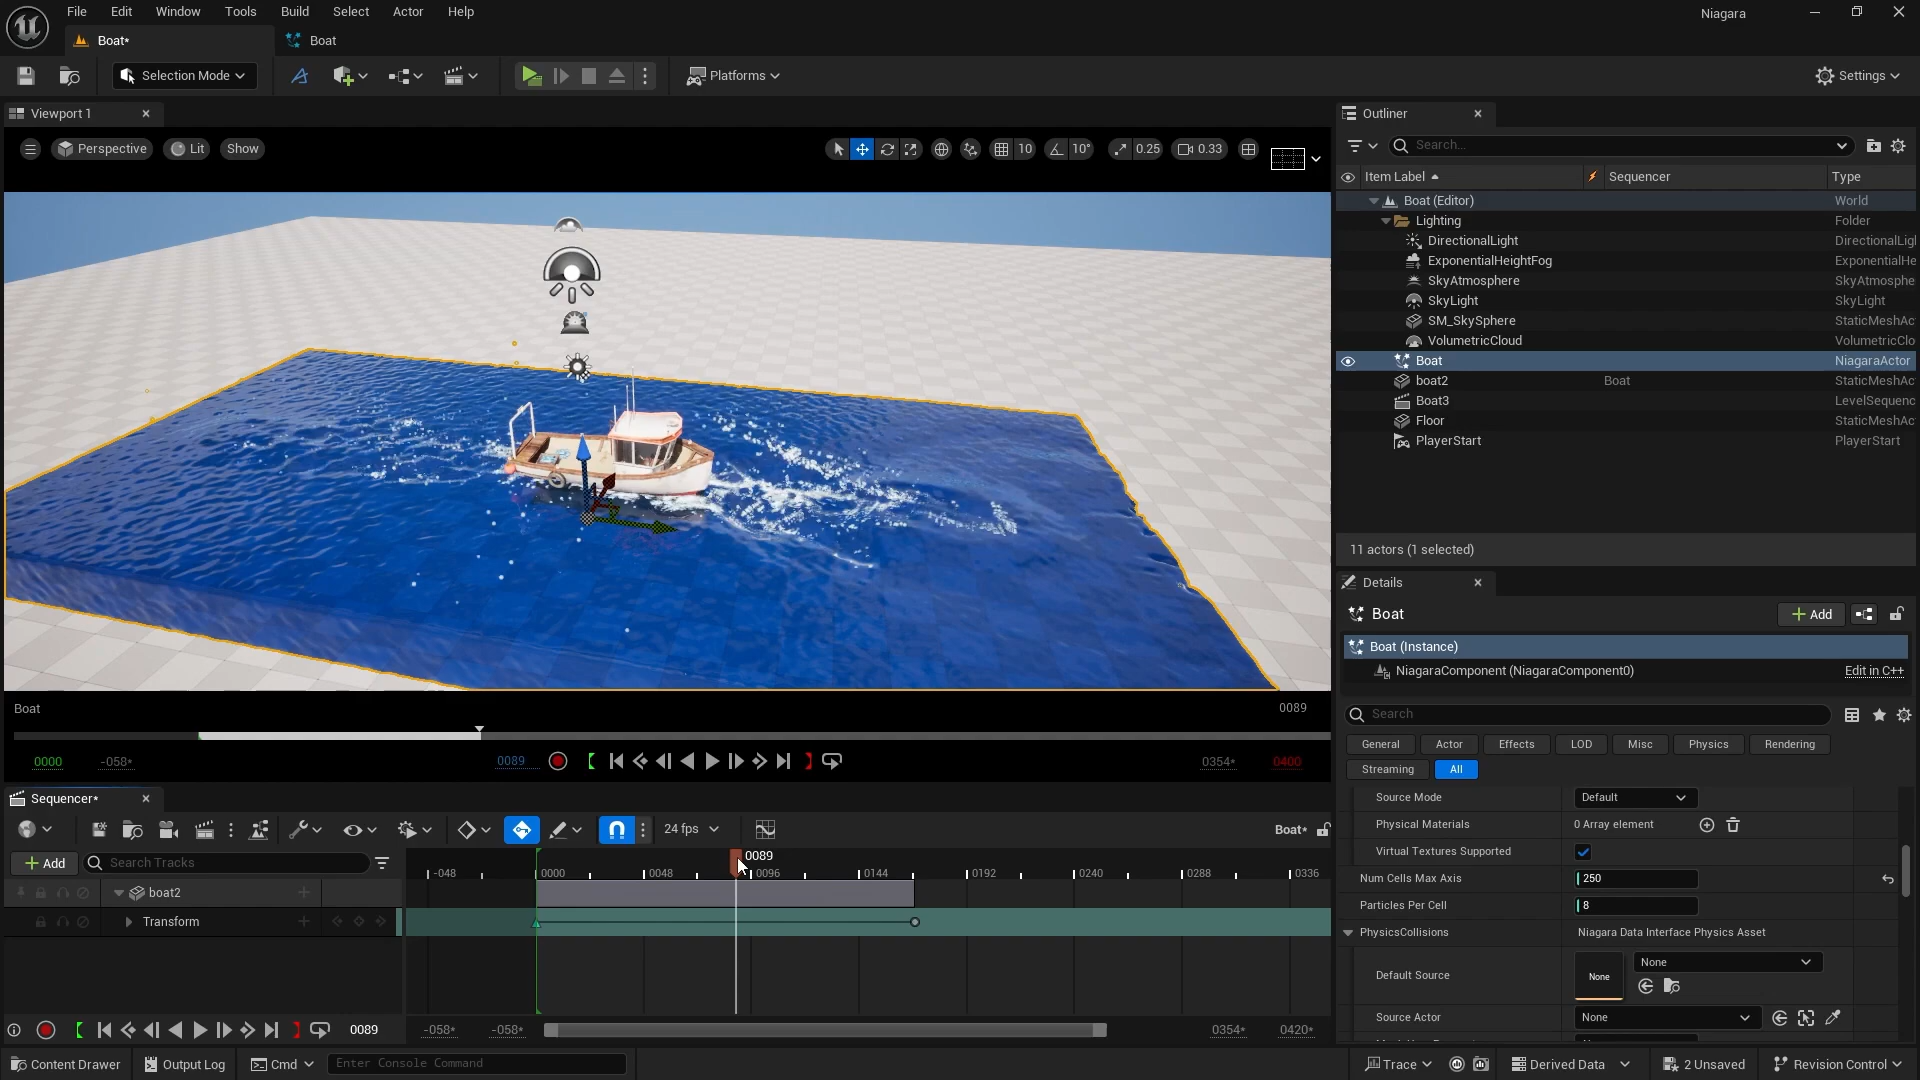 File Edit Window Tools Build Select Actor Help
Niagara
Boat*
Boat
Selection Mode
Platforms
Settings
Viewport 1
Perspective Lit Show
10 10° 0.25 0.33
Boat
0089
0000 -058* 0089 0354* 0400
Sequencer*
24 fps
Boat*
Add
Search Tracks
0089
-048 0000 0048 0096 0144 0192 0240 0288 0336
boat2
Transform
0089
-058* -058* 0354* 0420*
Outliner
Search...
Item Label Sequencer Type
Boat (Editor) World
Lighting Folder
DirectionalLight DirectionalLigl
ExponentialHeightFog ExponentialHe
SkyAtmosphere SkyAtmosphe
SkyLight SkyLight
SM_SkySphere StaticMeshAc
VolumetricCloud VolumetricClo
Boat NiagaraActor
boat2 Boat StaticMeshAc
Boat3 LevelSequenc
Floor StaticMeshAc
PlayerStart PlayerStart
11 actors (1 selected)
Details
Boat
Add
Boat (Instance)
NiagaraComponent (NiagaraComponent0) Edit in C++
Search
General Actor Effects LOD Misc Physics Rendering
Streaming All
Source Mode Default
Physical Materials 0 Array element
Virtual Textures Supported
Num Cells Max Axis 250
Particles Per Cell 8
PhysicsCollisions Niagara Data Interface Physics Asset
Default Source None None
Source Actor None
Content Drawer Output Log Cmd Enter Console Command
Trace Derived Data 2 Unsaved Revision Control